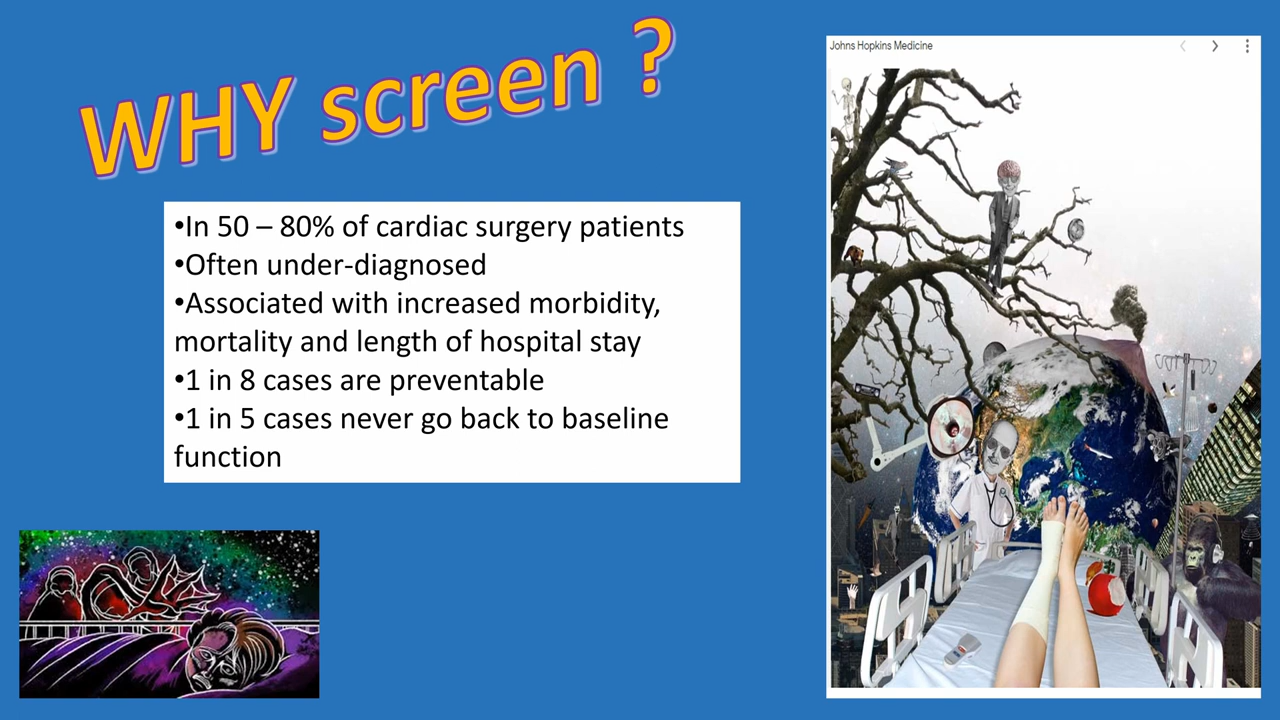 WHY screen ?
Johns Hopkins Medicine
•In 50 – 80% of cardiac surgery patients
•Often under-diagnosed
•Associated with increased morbidity,
mortality and length of hospital stay
•1 in 8 cases are preventable
•1 in 5 cases never go back to baseline
function